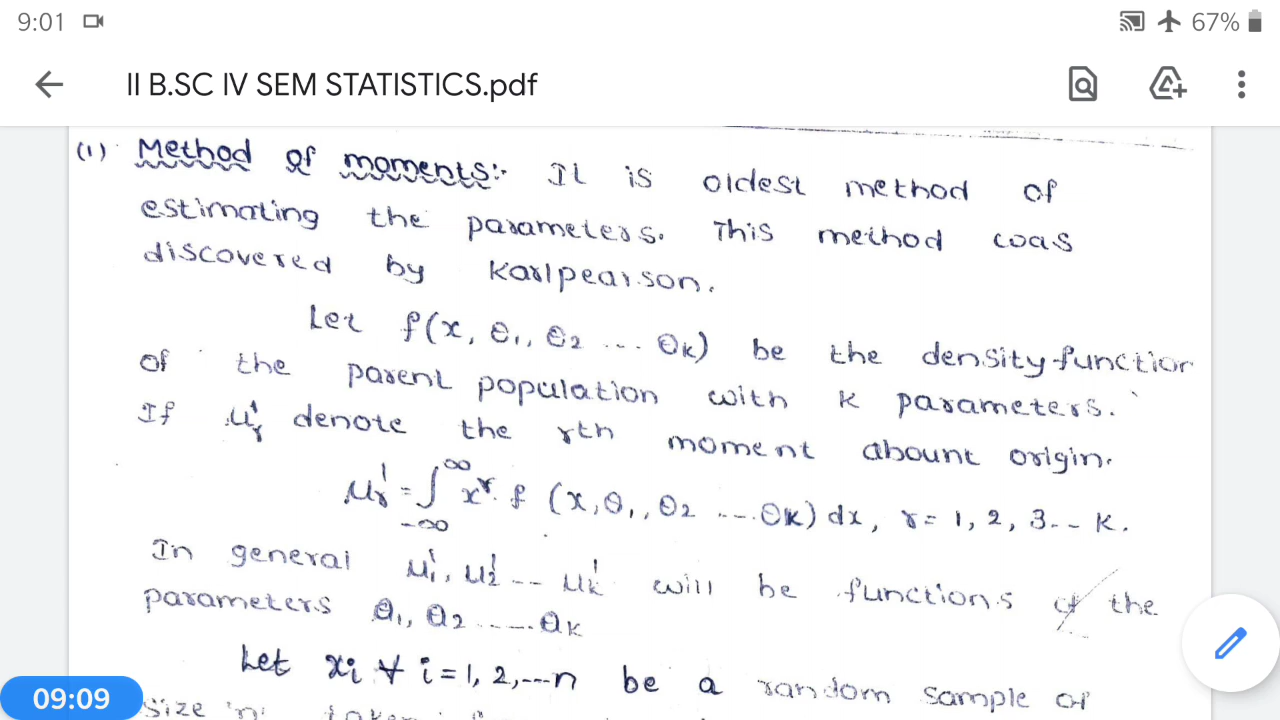 9:01 67%
II B.SC IV SEM STATISTICS.pdf
(1) Method of moments:- It is oldest method of
estimating the parameters. This method was
discovered by Karlpearson.
Let f(x, θ1, θ2 ... θk) be the density function
of the parent population with k parameters.
If μ'r denote the rth moment abount origin.
μ'r = ∫_{-∞}^{∞} x^r. f (x, θ1, θ2 ... θk) dx, r = 1, 2, 3-- k.
In general μ'1, μ'2 -- μ'k will be functions of the
parameters θ1, θ2 ..... θk
Let xi ∀ i = 1, 2, ---n be a random sample of
size 'n' taken
09:09